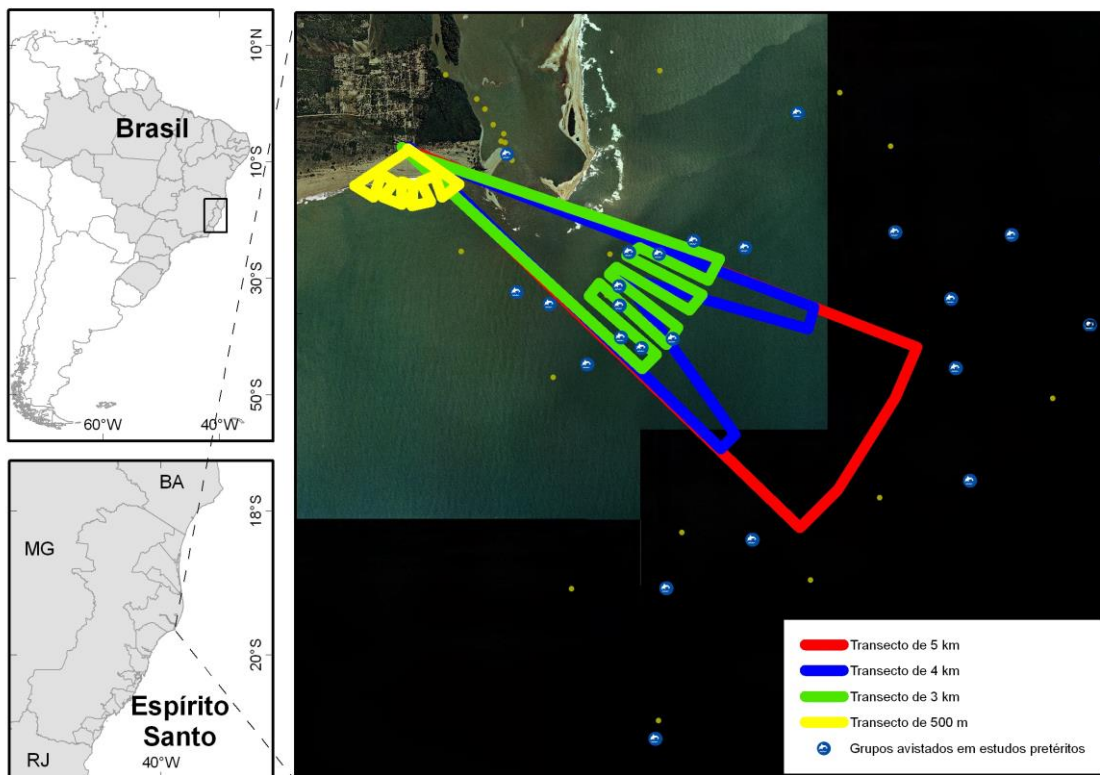 10°N
Brasil
10°S
30°S
50°S
60°W
40°W
BA
18°S
MG
20°S
Espírito
Santo
RJ
40°W
Transecto de 5 km
Transecto de 4 km
Transecto de 3 km
Transecto de 500 m
Grupos avistados em estudos pretéritos